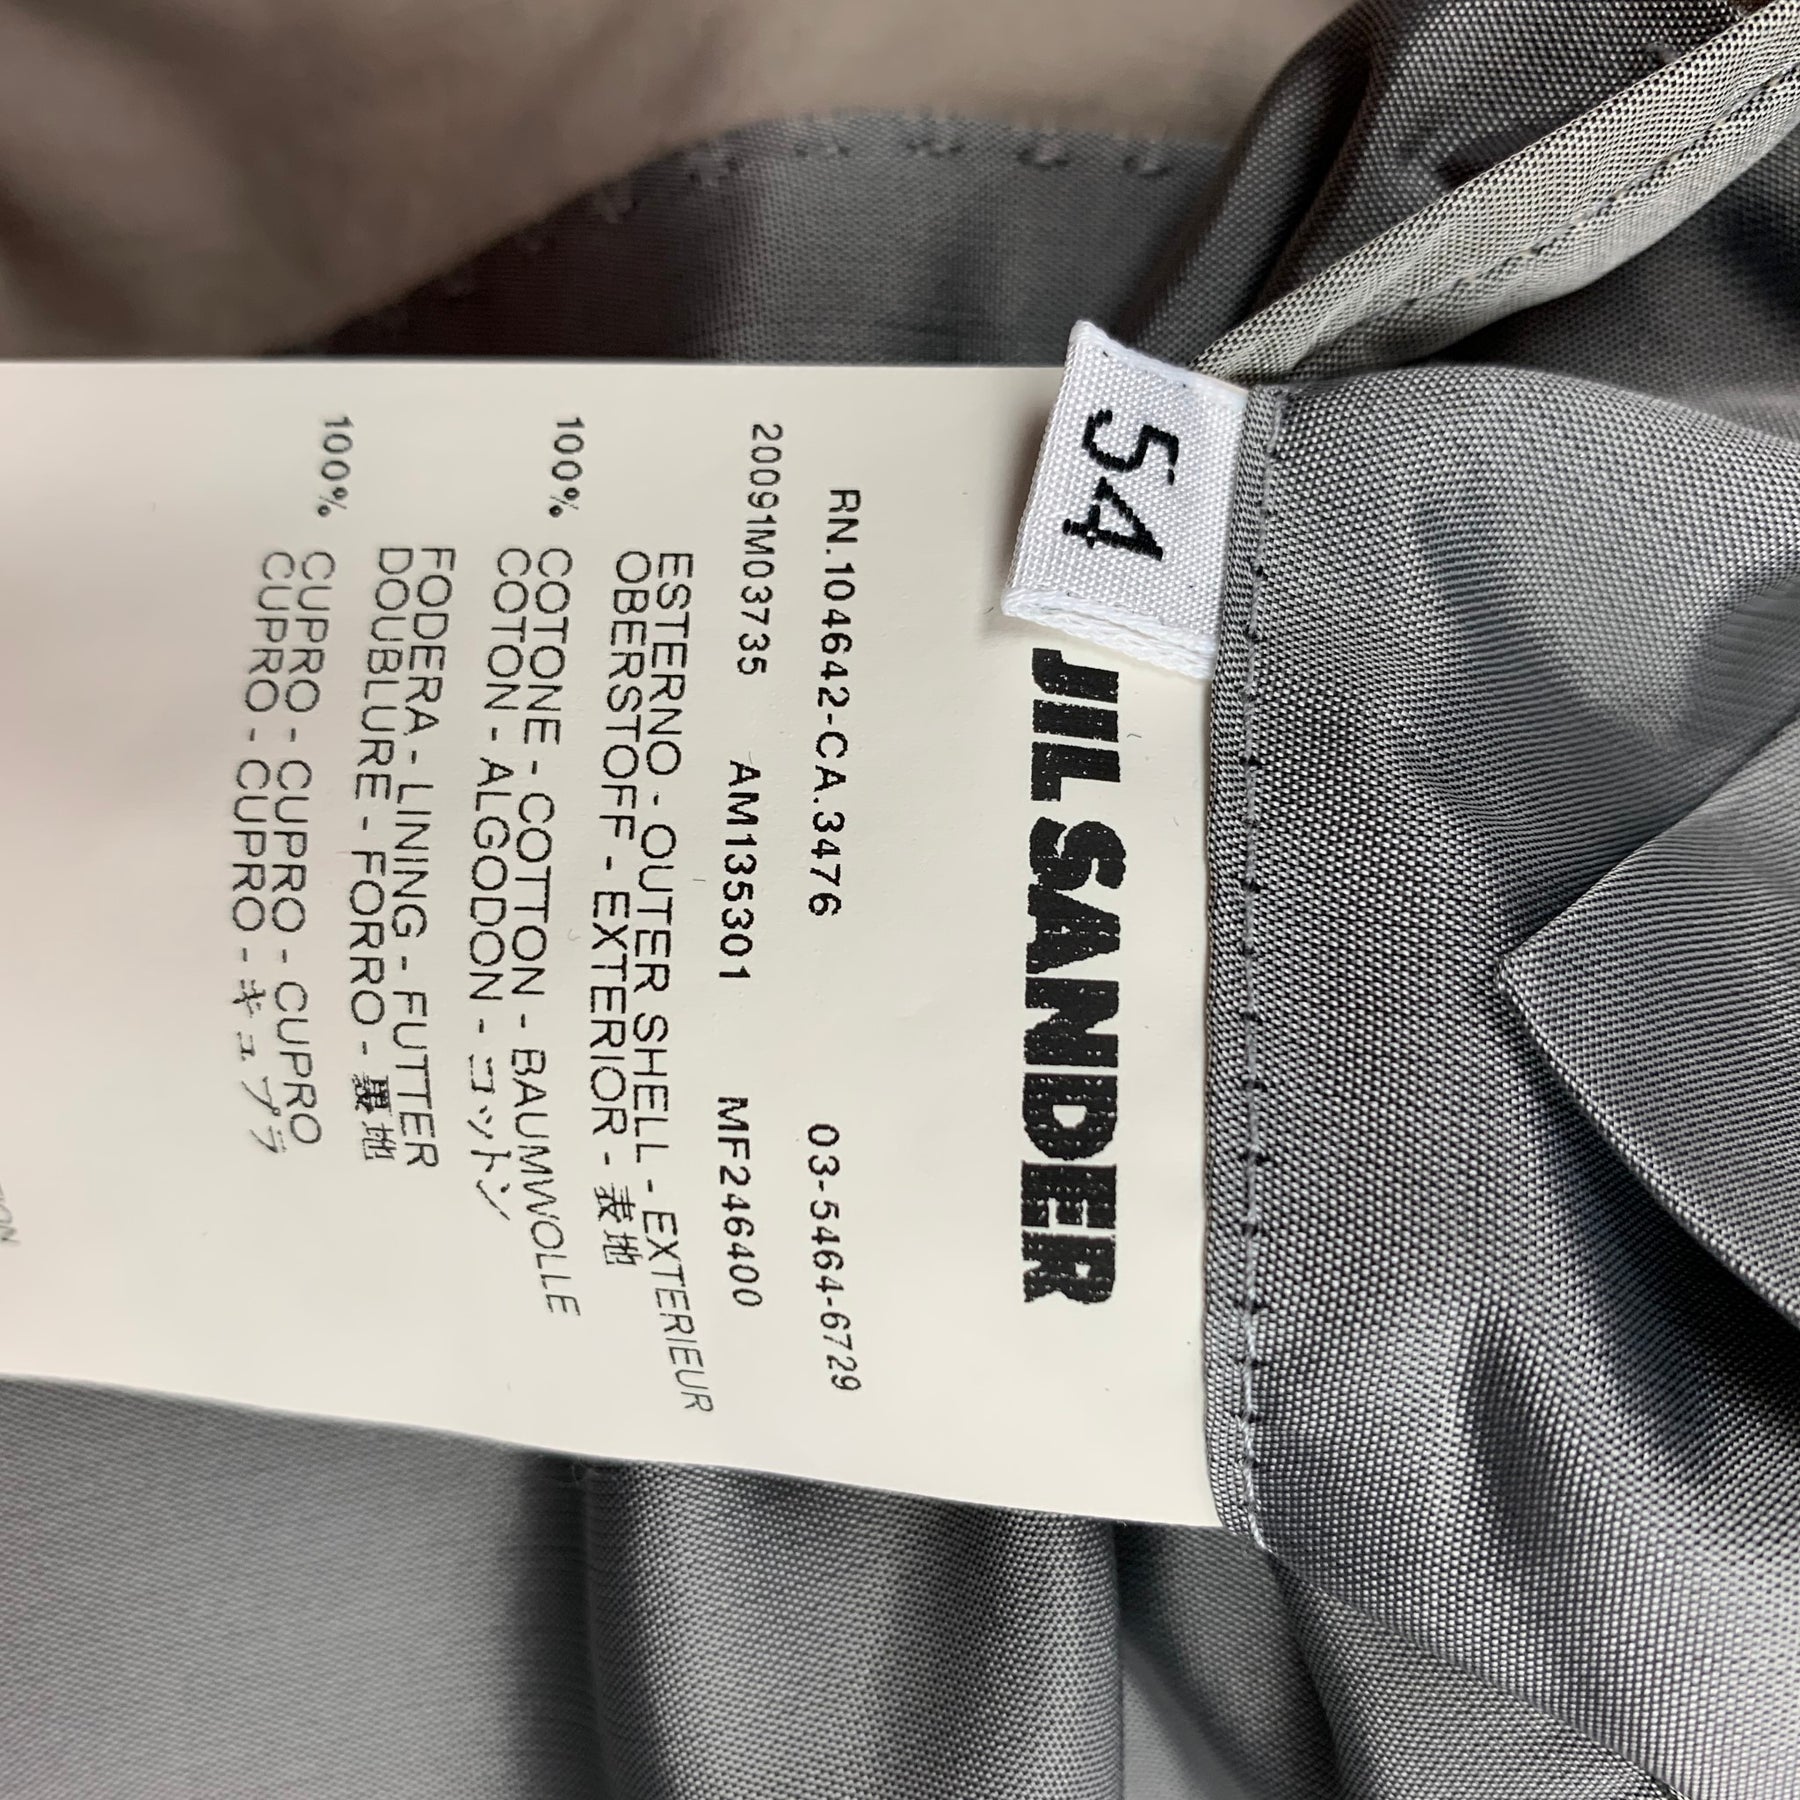 54
JIL SANDER
RN.104642-CA.3476 03-5464-6729
20091M03735 AM135301 MF246400
ESTERNO - OUTER SHELL - EXTERIEUR
OBERSTOFF - EXTERIOR - 表地
100% COTONE - COTTON - BAUMWOLLE
COTON - ALGODON - コットン
FODERA - LINING - FUTTER
DOUBLURE - FORRO - 裏地
100% CUPRO - CUPRO - CUPRO
CUPRO - CUPRO - キュプラ